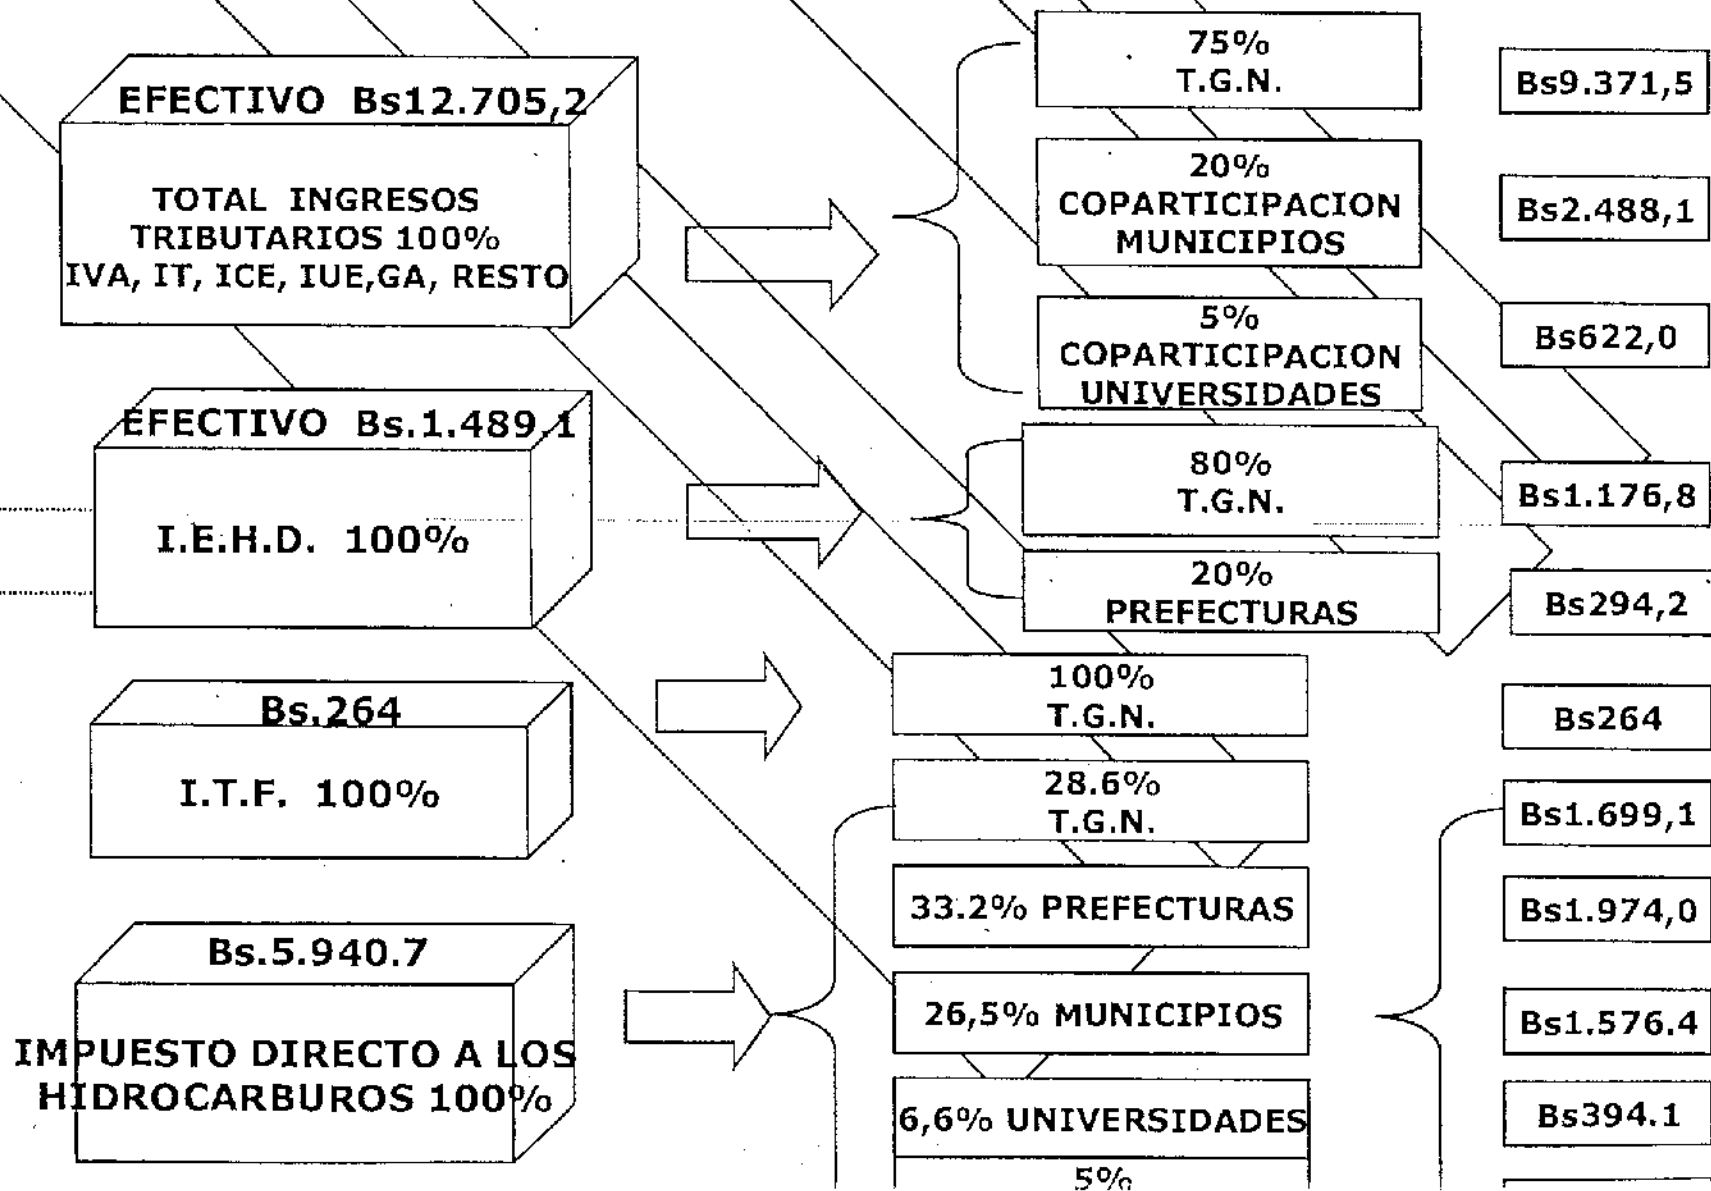 EFECTIVO Bs12.705,2
TOTAL INGRESOS
TRIBUTARIOS 100%
IVA, IT, ICE, IUE,GA, RESTO
75%
T.G.N.
Bs9.371,5
20%
COPARTICIPACION
MUNICIPIOS
Bs2.488,1
5%
COPARTICIPACION
UNIVERSIDADES
Bs622,0
EFECTIVO Bs.1.489,1
I.E.H.D. 100%
80%
T.G.N.
Bs1.176,8
20%
PREFECTURAS
Bs294,2
Bs.264
I.T.F. 100%
100%
T.G.N.
Bs264
Bs.5.940.7
IMPUESTO DIRECTO A LOS
HIDROCARBUROS 100%
28.6%
T.G.N.
Bs1.699,1
33.2% PREFECTURAS
Bs1.974,0
26,5% MUNICIPIOS
Bs1.576.4
6,6% UNIVERSIDADES
Bs394.1
5%